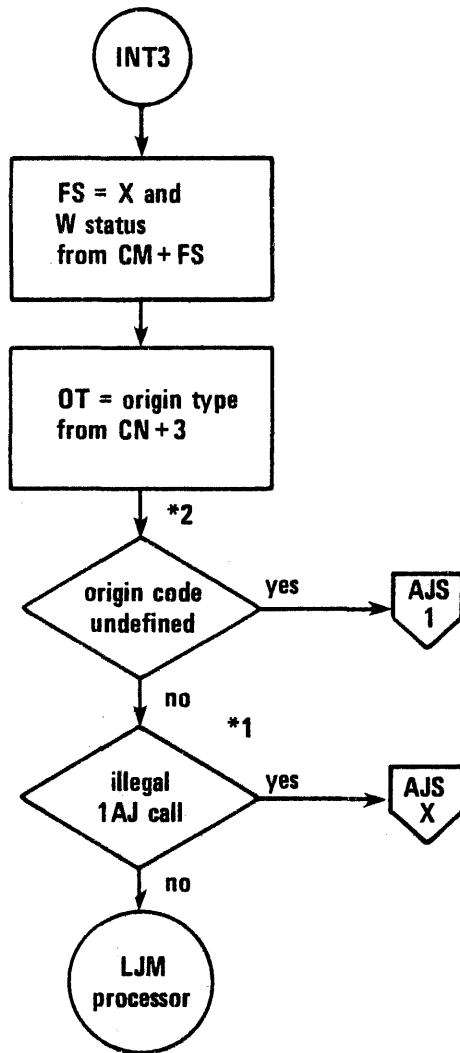 INT3
FS = X and
W status
from CM + FS
OT = origin type
from CN + 3
*2
origin code
undefined
yes
AJS
1
no
*1
illegal
1AJ call
yes
AJS
X
no
LJM
processor